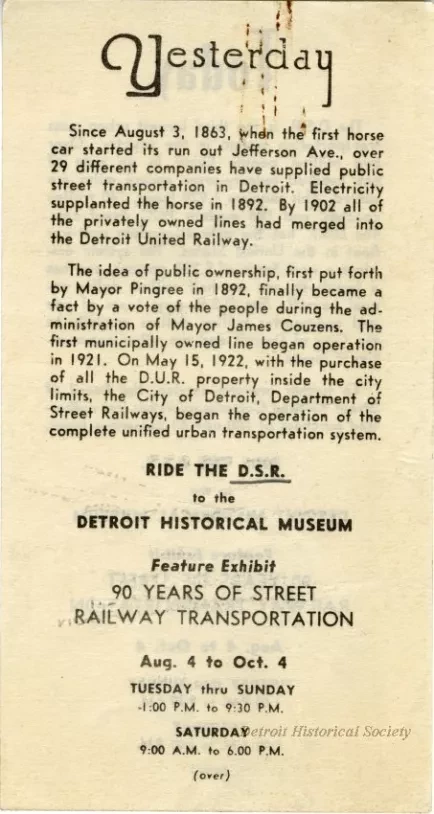 Yesterday
Since August 3, 1863, when the first horse
car started its run out Jefferson Ave., over
29 different companies have supplied public
street transportation in Detroit. Electricity
supplanted the horse in 1892. By 1902 all of
the privately owned lines had merged into
the Detroit United Railway.
The idea of public ownership, first put forth
by Mayor Pingree in 1892, finally became a
fact by a vote of the people during the ad-
ministration of Mayor James Couzens. The
first municipally owned line began operation
in 1921. On May 15, 1922, with the purchase
of all the D.U.R. property inside the city
limits, the City of Detroit, Department of
Street Railways, began the operation of the
complete unified urban transportation system.
RIDE THE D.S.R.
to the
DETROIT HISTORICAL MUSEUM
Feature Exhibit
90 YEARS OF STREET
RAILWAY TRANSPORTATION
Aug. 4 to Oct. 4
TUESDAY thru SUNDAY
1:00 P.M. to 9:30 P.M.
SATURDAY
Detroit Historical Society
9:00 A.M. to 6.00 P.M.
(over)